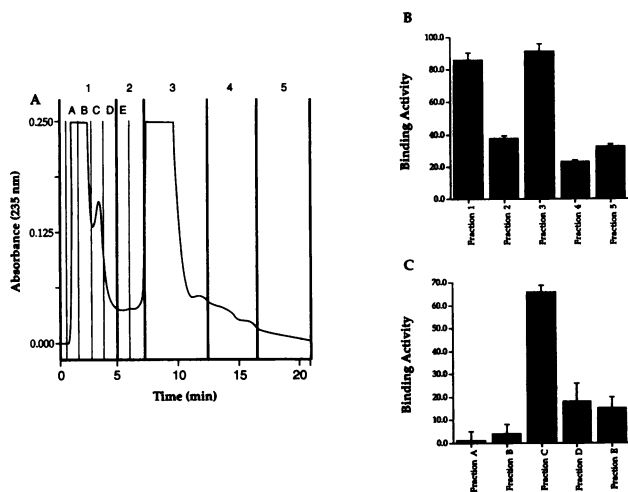 A
1 2 3 4 5
A B C D E
0.250
0.125
0.000
Absorbance (235 nm)
0 5 10 15 20
Time (min)
B
100.0
80.0
60.0
40.0
20.0
0.0
Binding Activity
Fraction 1
Fraction 2
Fraction 3
Fraction 4
Fraction 5
C
70.0
60.0
50.0
40.0
30.0
20.0
10.0
0.0
Binding Activity
Fraction A
Fraction B
Fraction C
Fraction D
Fraction E